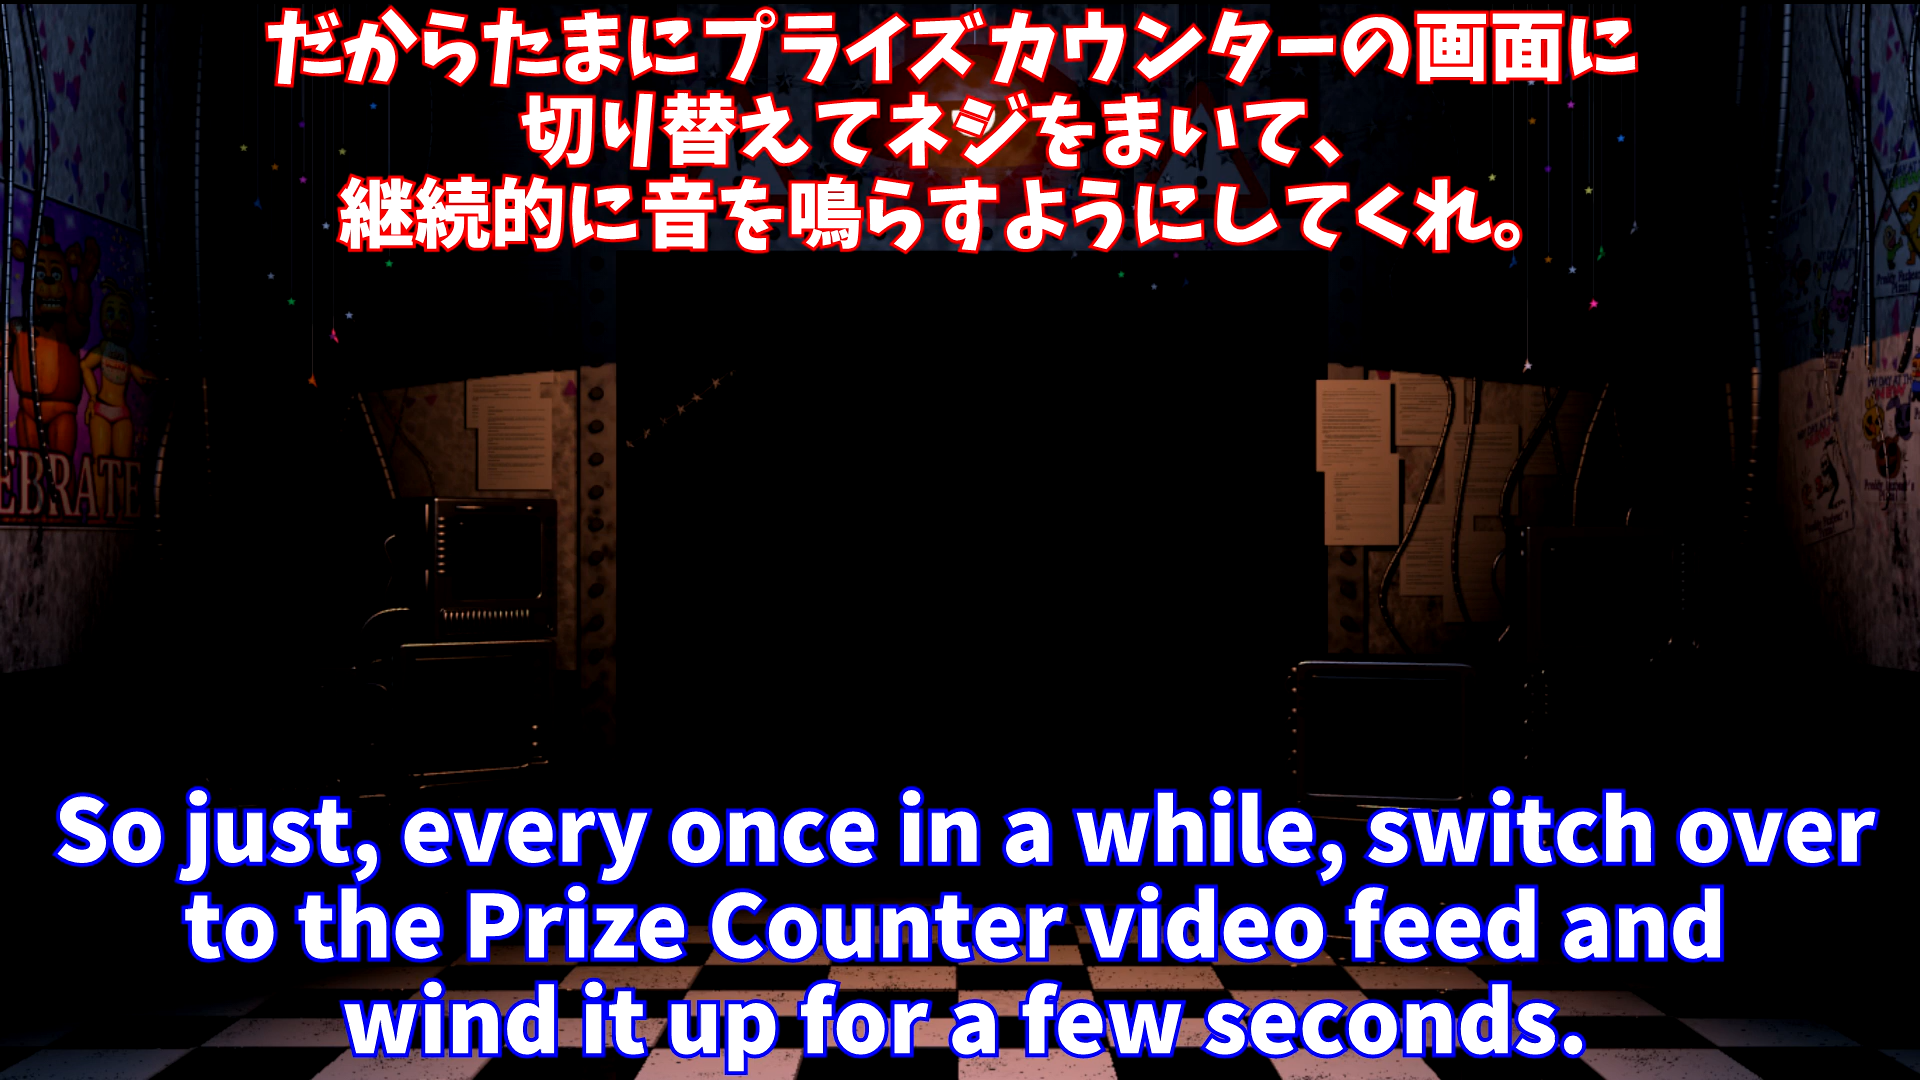 だからたまにプライズカウンターの画面に
切り替えてネジをまいて、
継続的に音を鳴らすようにしてくれ。
EBRATE
So just, every once in a while, switch over
to the Prize Counter video feed and
wind it up for a few seconds.